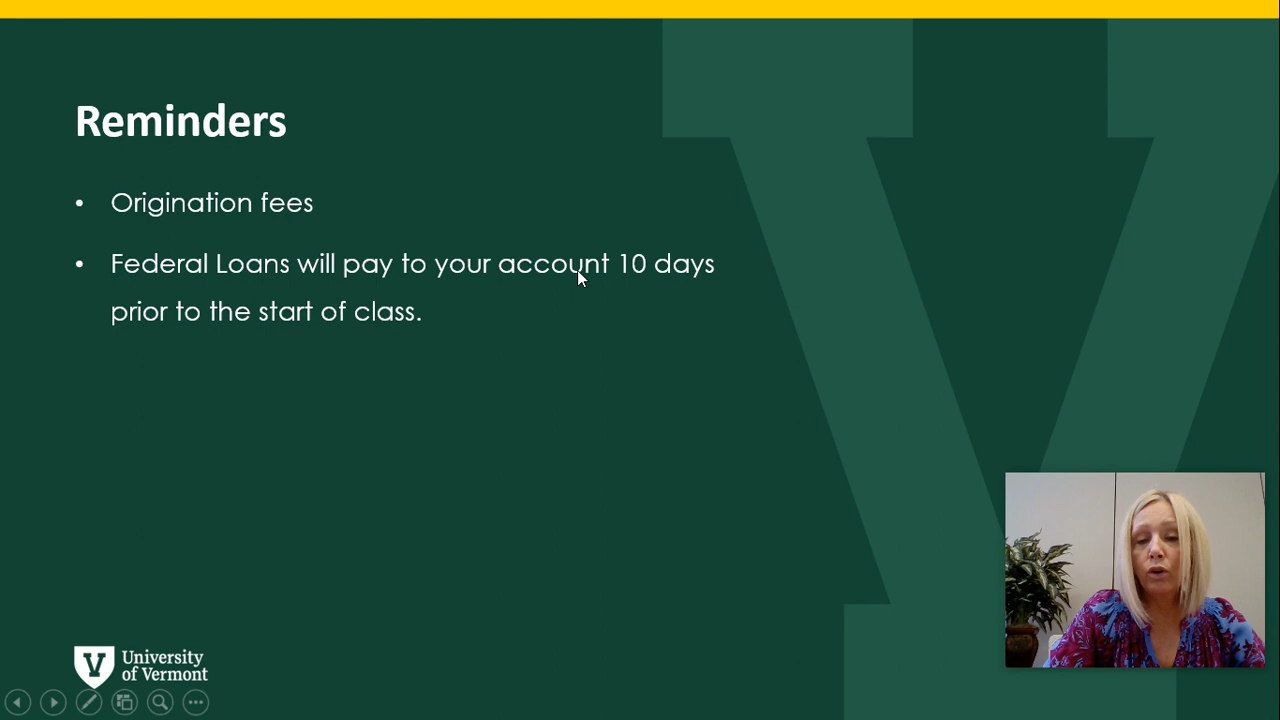 Reminders
• Origination fees
• Federal Loans will pay to your account 10 days
prior to the start of class.
V University
of Vermont